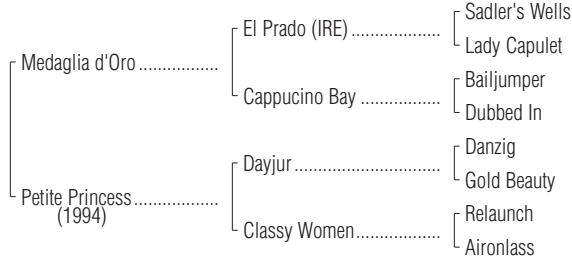 Sadler's Wells
El Prado (IRE) ....................
Lady Capulet
Medaglia d'Oro .................
Bailjumper
Cappucino Bay ..................
Dubbed In
Danzig
Dayjur .................................
Gold Beauty
Petite Princess ..................
(1994)
Relaunch
Classy Women ...................
Aironlass